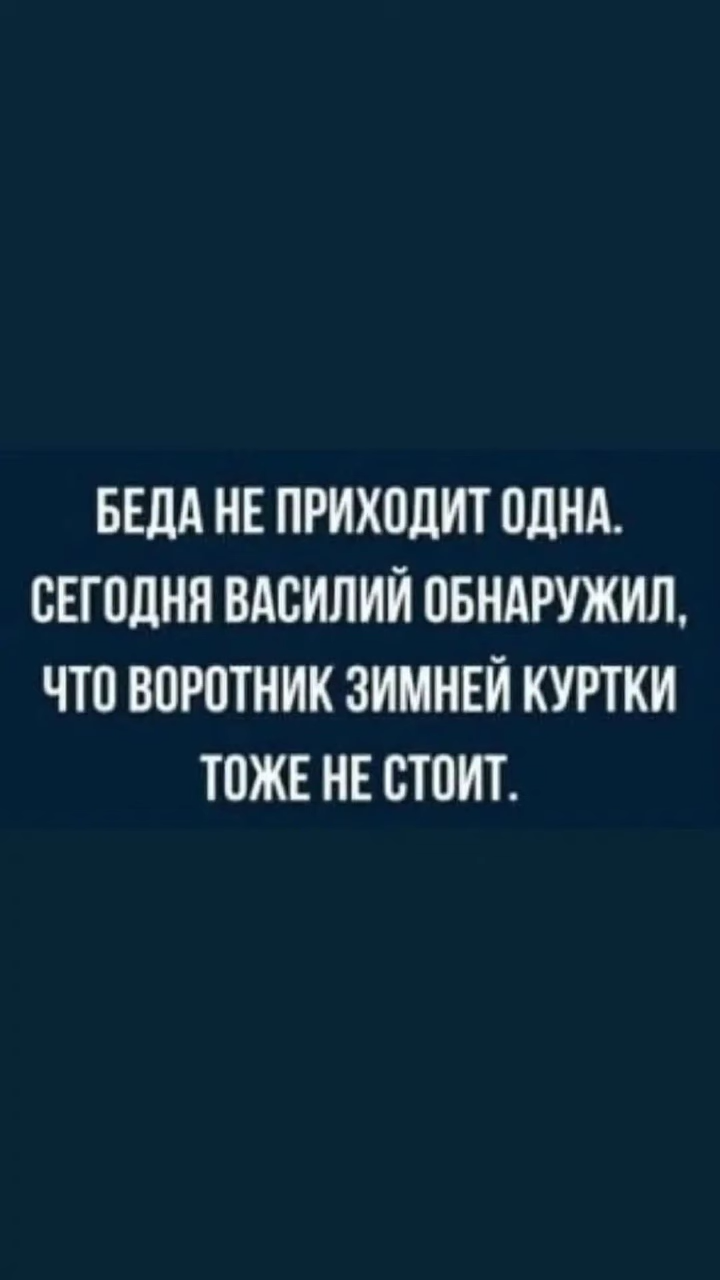 БЕДА НЕ ПРИХОДИТ ОДНА.
СЕГОДНЯ ВАСИЛИЙ ОБНАРУЖИЛ,
ЧТО ВОРОТНИК ЗИМНЕЙ КУРТКИ
ТОЖЕ НЕ СТОИТ.